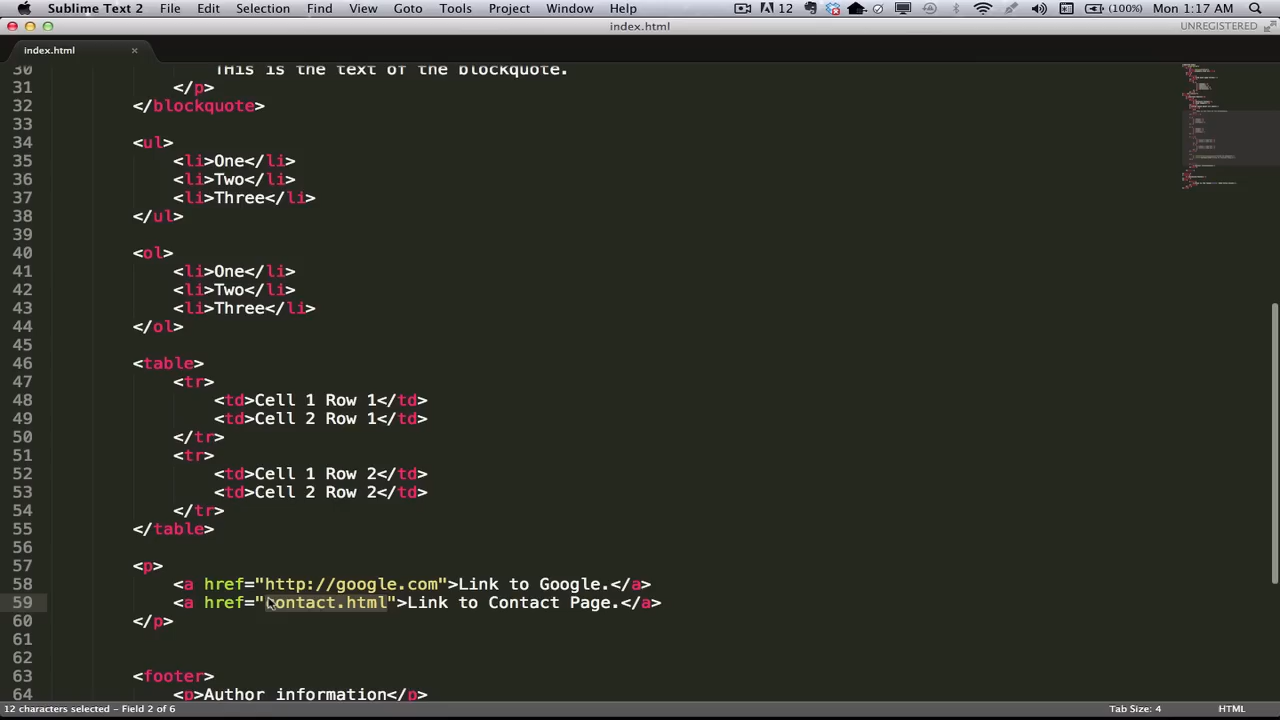 Sublime Text 2 File Edit Selection Find View Goto Tools Project Window Help 12 (100%) Mon 1:17 AM
index.html UNREGISTERED
index.html
30 THis is the text of the blockquote.
31 </p>
32 </blockquote>
33
34 <ul>
35 <li>One</li>
36 <li>Two</li>
37 <li>Three</li>
38 </ul>
39
40 <ol>
41 <li>One</li>
42 <li>Two</li>
43 <li>Three</li>
44 </ol>
45
46 <table>
47 <tr>
48 <td>Cell 1 Row 1</td>
49 <td>Cell 2 Row 1</td>
50 </tr>
51 <tr>
52 <td>Cell 1 Row 2</td>
53 <td>Cell 2 Row 2</td>
54 </tr>
55 </table>
56
57 <p>
58 <a href="http://google.com">Link to Google.</a>
59 <a href="contact.html">Link to Contact Page.</a>
60 </p>
61
62
63 <footer>
64 <p>Author information</p>
12 characters selected - Field 2 of 6 Tab Size: 4 HTML